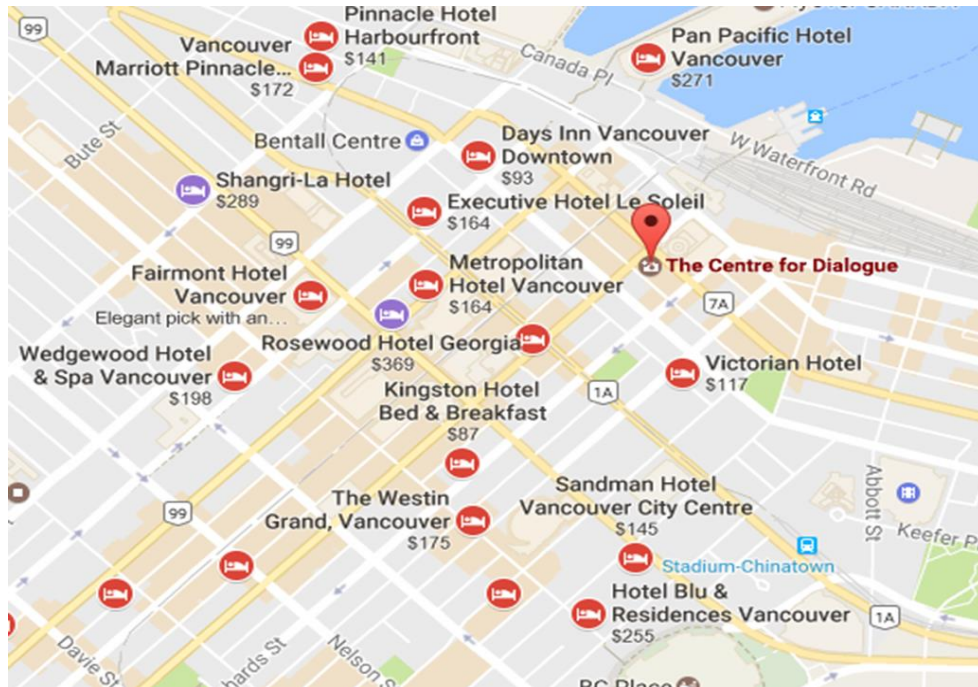 99
Pinnacle Hotel
Harbourfront
$141
Vancouver
Marriott Pinnacle...
$172
Pan Pacific Hotel
Vancouver
$271
Canada Pl
Bute St
Bentall Centre
Days Inn Vancouver
Downtown
$93
W Waterfront Rd
Shangri-La Hotel
$289
Executive Hotel Le Soleil
$164
99
Metropolitan
Hotel Vancouver
$164
The Centre for Dialogue
Fairmont Hotel
Vancouver
Elegant pick with an...
7A
Rosewood Hotel Georgia
$369
Wedgewood Hotel
& Spa Vancouver
$198
Victorian Hotel
$117
Kingston Hotel
Bed & Breakfast
$87
1A
The Westin
Grand, Vancouver
$175
Sandman Hotel
Vancouver City Centre
$145
99
Abbott St
Keefer P
Stadium-Chinatown
Hotel Blu &
Residences Vancouver
$255
1A
Davie St
hards St
Nelson S
BC Place